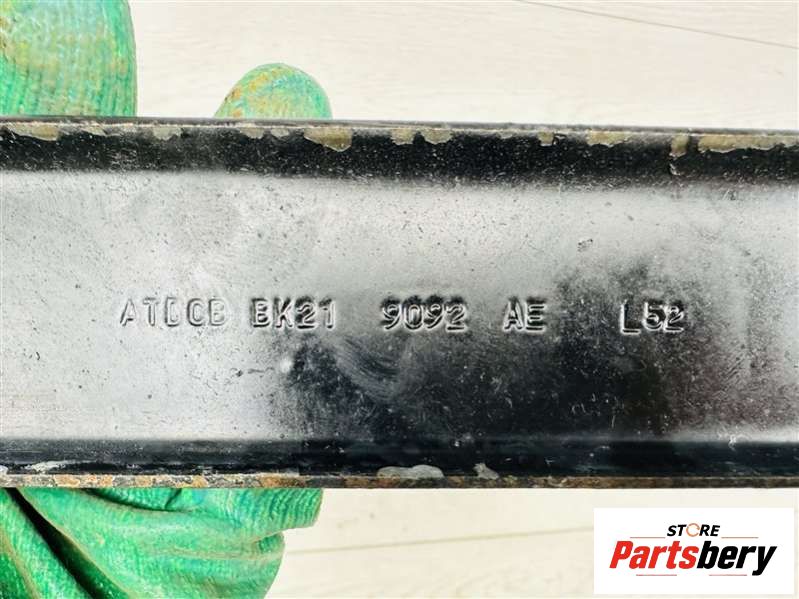 ATDCB BK21 9092 AE L52
STORE
Partsbery